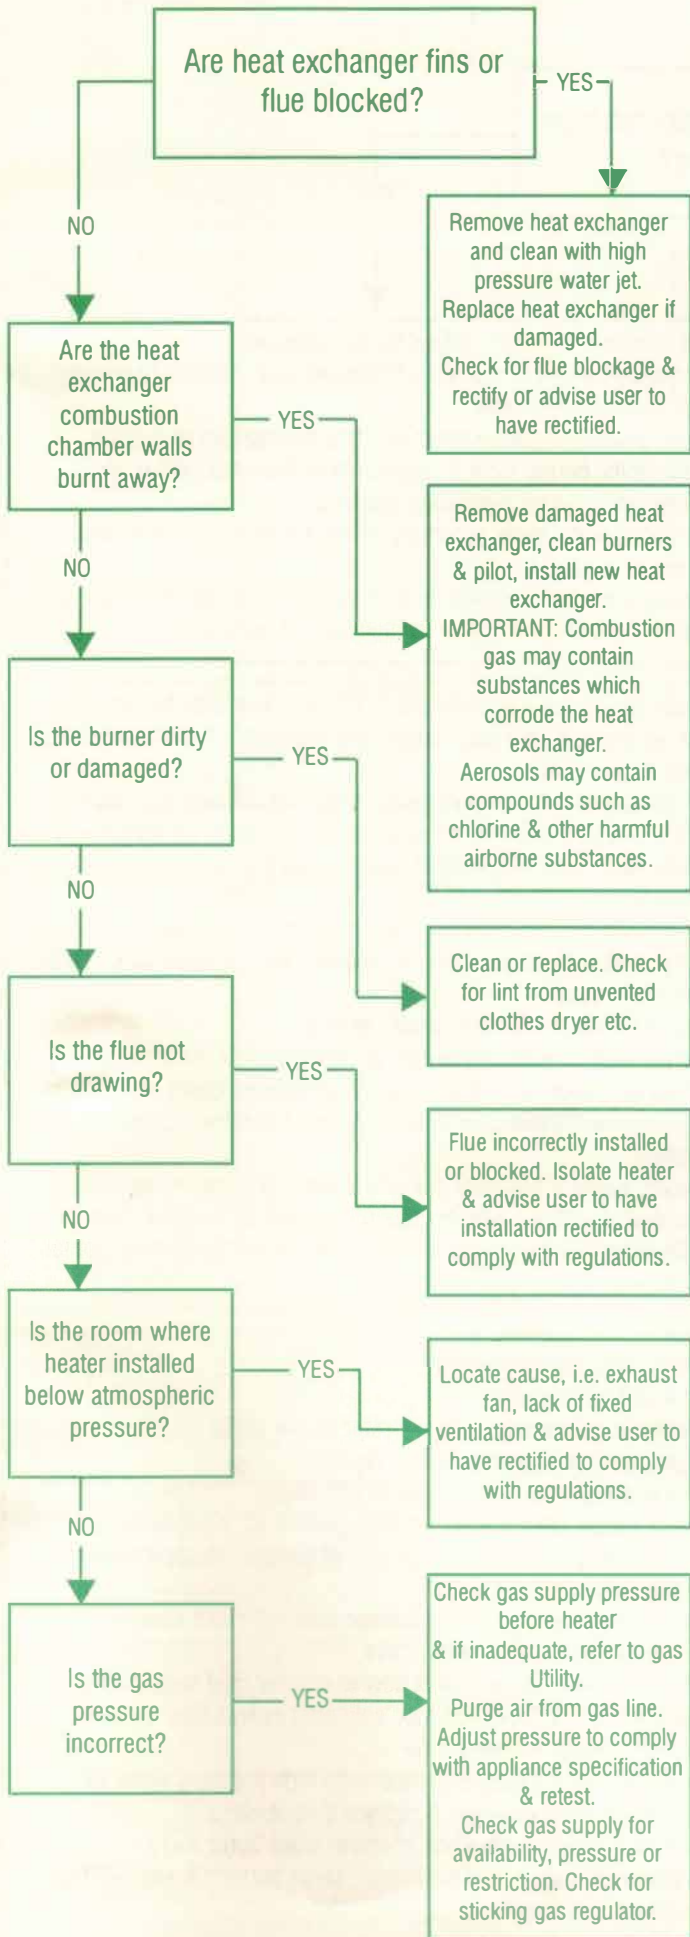 Are heat exchanger fins or
flue blocked?
YES
NO
Remove heat exchanger
and clean with high
pressure water jet.
Replace heat exchanger if
damaged.
Check for flue blockage &
rectify or advise user to
have rectified.
Are the heat
exchanger
combustion
chamber walls
burnt away?
YES
NO
Remove damaged heat
exchanger, clean burners
& pilot, install new heat
exchanger.
IMPORTANT: Combustion
gas may contain
substances which
corrode the heat
exchanger.
Aerosols may contain
compounds such as
chlorine & other harmful
airborne substances.
Is the burner dirty
or damaged?
YES
NO
Clean or replace. Check
for lint from unvented
clothes dryer etc.
Is the flue not
drawing?
YES
NO
Flue incorrectly installed
or blocked. Isolate heater
& advise user to have
installation rectified to
comply with regulations.
Is the room where
heater installed
below atmospheric
pressure?
YES
NO
Locate cause, i.e. exhaust
fan, lack of fixed
ventilation & advise user to
have rectified to comply
with regulations.
Is the gas
pressure
incorrect?
YES
Check gas supply pressure
before heater
& if inadequate, refer to gas
Utility.
Purge air from gas line.
Adjust pressure to comply
with appliance specification
& retest.
Check gas supply for
availability, pressure or
restriction. Check for
sticking gas regulator.